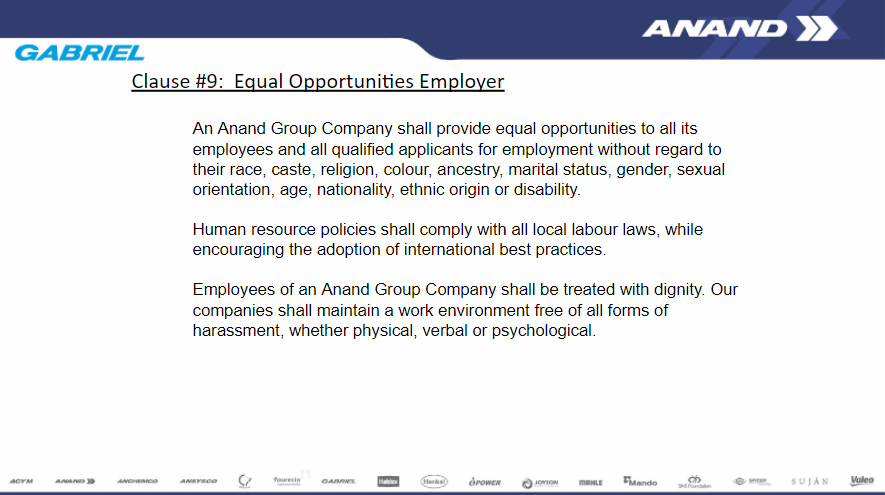 ANAND
GABRIEL
Clause #9: Equal Opportunities Employer
An Anand Group Company shall provide equal opportunities to all its
employees and all qualified applicants for employment without regard to
their race, caste, religion, colour, ancestry, marital status, gender, sexual
orientation, age, nationality, ethnic origin or disability.
Human resource policies shall comply with all local labour laws, while
encouraging the adoption of international best practices.
Employees of an Anand Group Company shall be treated with dignity. Our
companies shall maintain a work environment free of all forms of
harassment, whether physical, verbal or psychological.
11
ACYM ANAND ANCHEMCO ANSYSCO faurecia GABRIEL Haldex Henkel JOYSON MAHLE Mando SNS Foundation SUJÁN Valeo